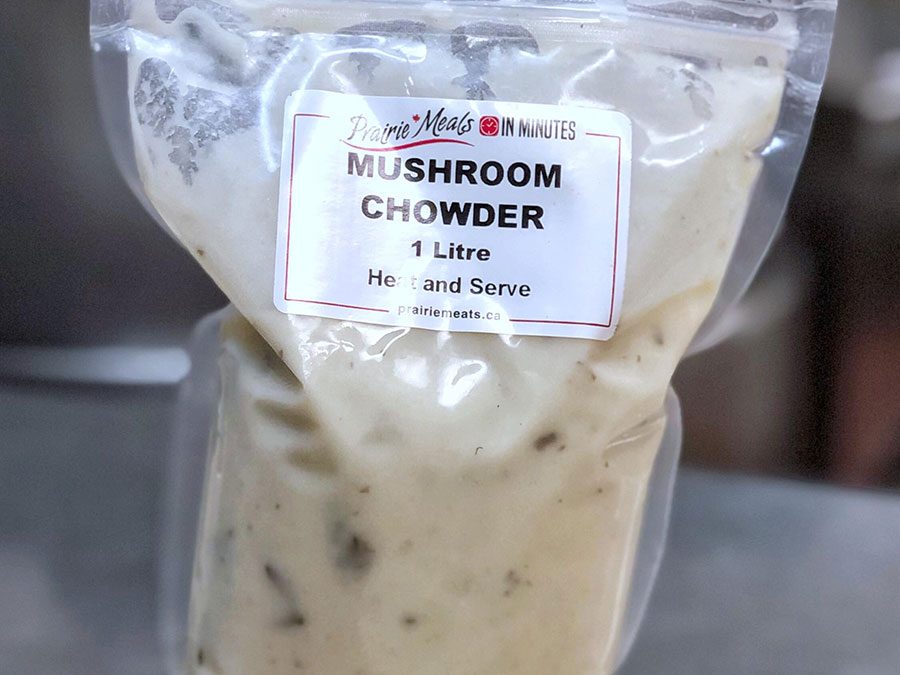 Prairie Meals IN MINUTES
MUSHROOM
CHOWDER
1 Litre
Heat and Serve
prairiemeats.ca